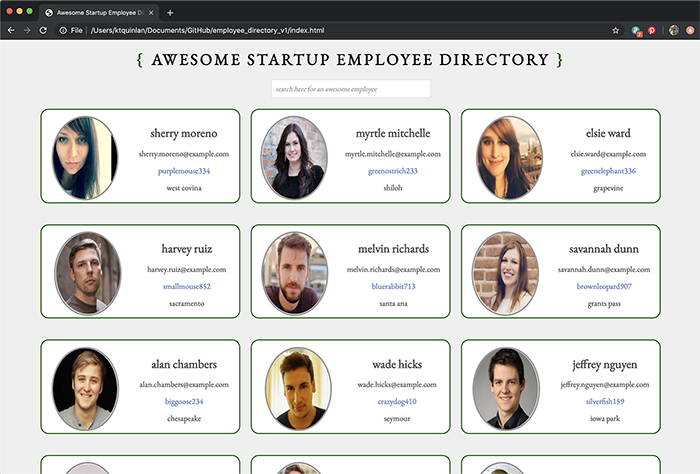 Awesome Startup Employee D
File | /Users/ktquinlan/Documents/GitHub/employee_directory_v1/index.html
{ AWESOME STARTUP EMPLOYEE DIRECTORY }
search here for an awesome employee
sherry moreno
sherry.moreno@example.com
purplemouse334
west covina
myrtle mitchelle
myrtle.mitchelle@example.com
greenostrich233
shiloh
elsie ward
elsie.ward@example.com
greenelephant336
grapevine
harvey ruiz
harvey.ruiz@example.com
smallmouse852
sacramento
melvin richards
melvin.richards@example.com
bluerabbit713
santa ana
savannah dunn
savannah.dunn@example.com
brownleopard907
grants pass
alan chambers
alan.chambers@example.com
biggoose234
chesapeake
wade hicks
wade.hicks@example.com
crazydog410
seymour
jeffrey nguyen
jeffrey.nguyen@example.com
silverfish159
iowa park